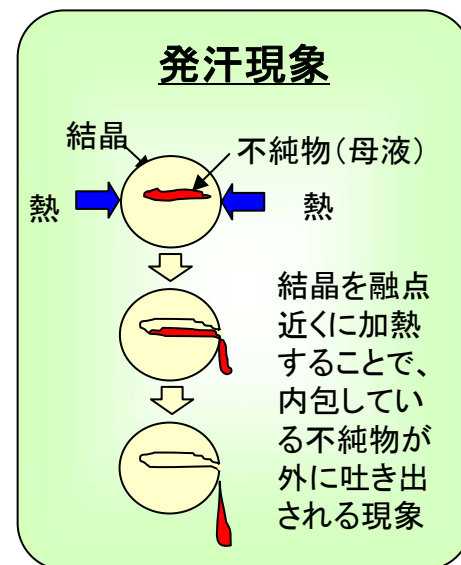 発汗現象
結晶
不純物(母液)
熱
熱
結晶を融点
近くに加熱
することで、
内包してい
る不純物が
外に吐き出
される現象